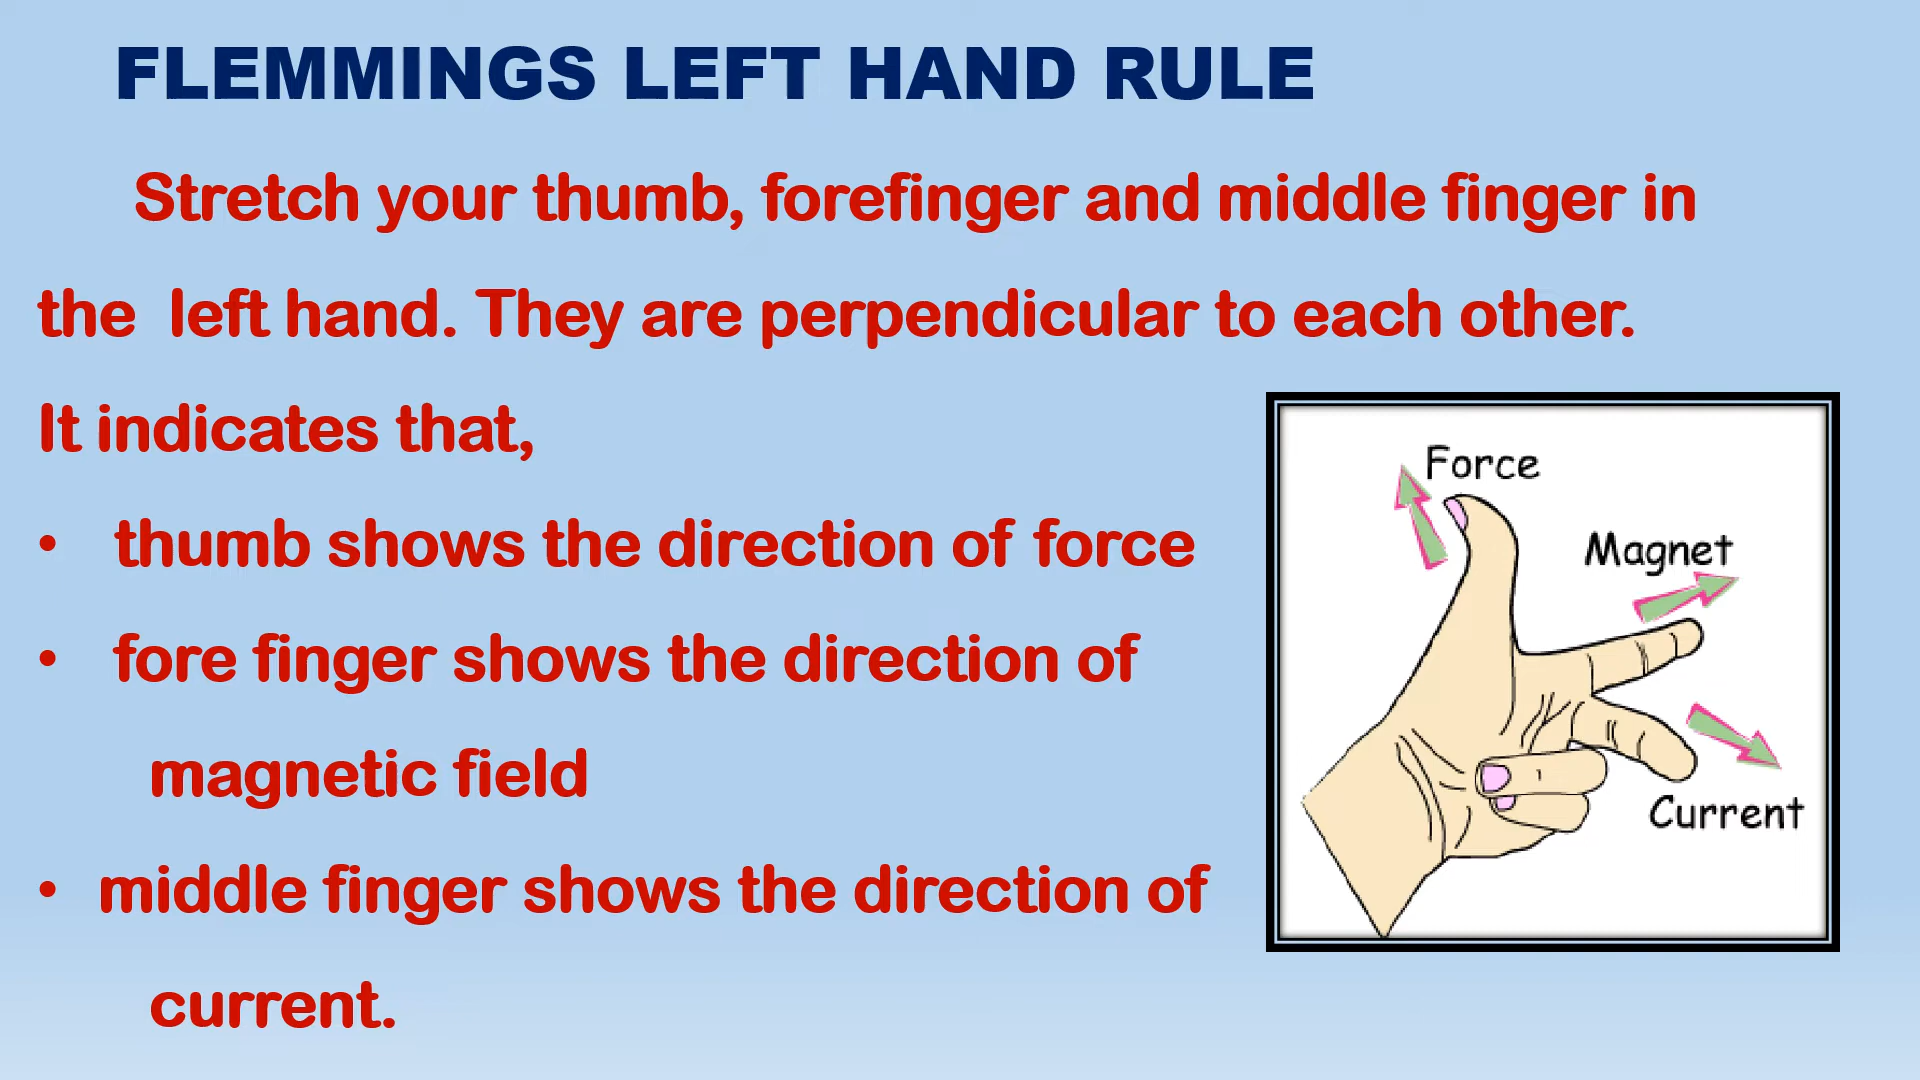 FLEMMINGS LEFT HAND RULE
Stretch your thumb, forefinger and middle finger in
the left hand. They are perpendicular to each other.
It indicates that,
• thumb shows the direction of force
• fore finger shows the direction of
magnetic field
• middle finger shows the direction of
current.
Force
Magnet
Current